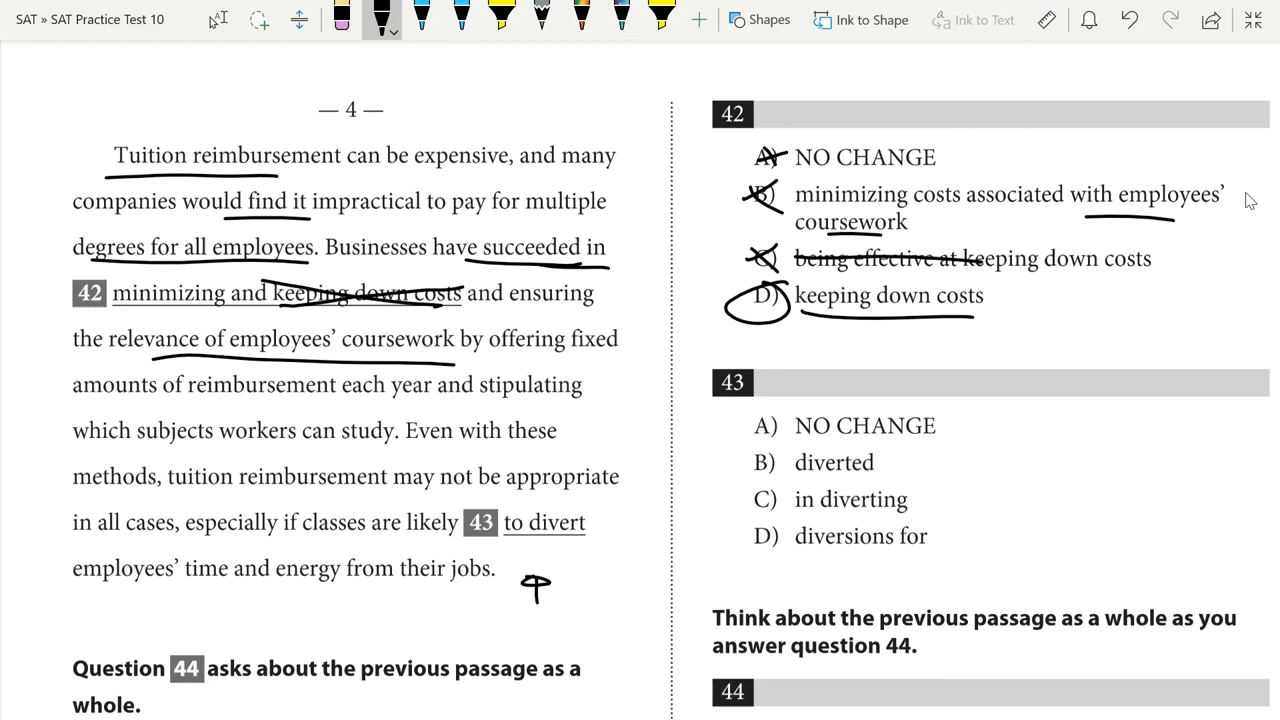 SAT » SAT Practice Test 10
Shapes
Ink to Shape
Ink to Text
— 4 —
Tuition reimbursement can be expensive, and many
companies would find it impractical to pay for multiple
degrees for all employees. Businesses have succeeded in
42 minimizing and keeping down costs and ensuring
the relevance of employees’ coursework by offering fixed
amounts of reimbursement each year and stipulating
which subjects workers can study. Even with these
methods, tuition reimbursement may not be appropriate
in all cases, especially if classes are likely 43 to divert
employees’ time and energy from their jobs.
Question 44 asks about the previous passage as a
whole.
42
A) NO CHANGE
B) minimizing costs associated with employees’
coursework
C) being effective at keeping down costs
D) keeping down costs
43
A) NO CHANGE
B) diverted
C) in diverting
D) diversions for
Think about the previous passage as a whole as you
answer question 44.
44